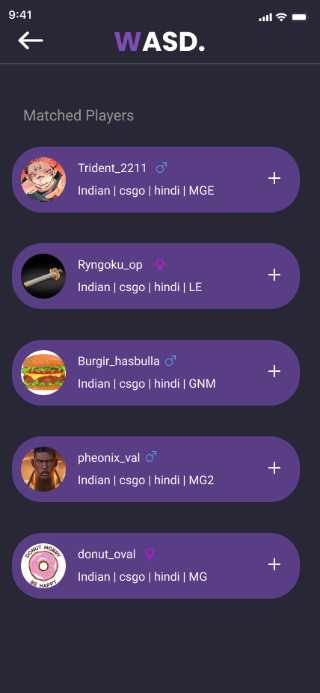 9:41
WASD.
Matched Players
Trident_2211
Indian | csgo | hindi | MGE
Ryngoku_op
Indian | csgo | hindi | LE
Burgir_hasbulla
Indian | csgo | hindi | GNM
pheonix_val
Indian | csgo | hindi | MG2
donut_oval
Indian | csgo | hindi | MG
DONUT WORRY
BE HAPPY